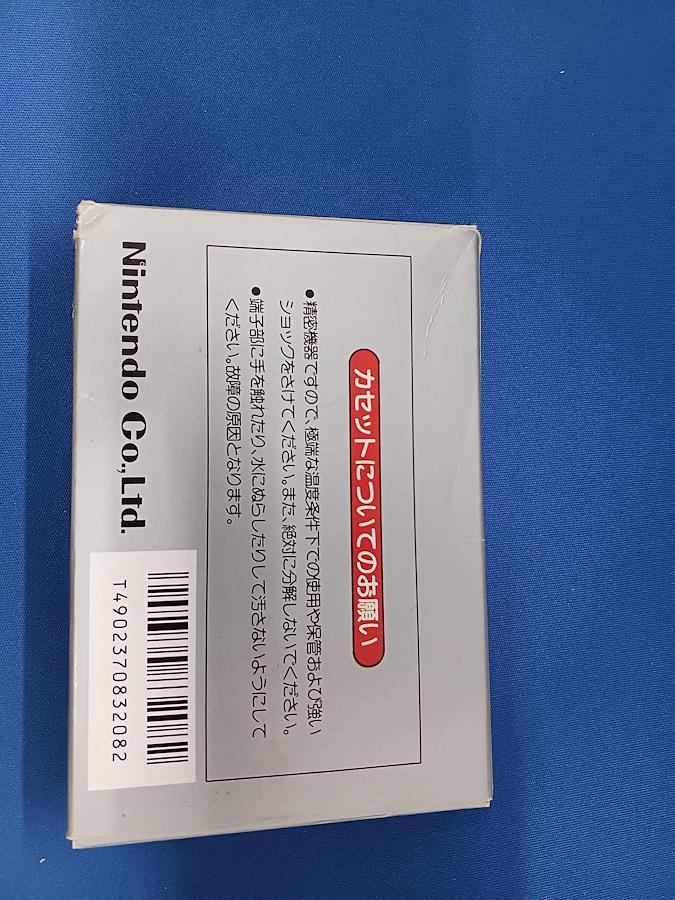 カセットについてのお願い
●精密機器ですので、極端な温度条件下での使用や保管および強い
ショックをさけてください。また、絶対に分解しないでください。
●端子部に手を触れたり、水にぬらしたりして汚さないようにして
ください。故障の原因となります。
Nintendo Co.,Ltd.
T4902370832082